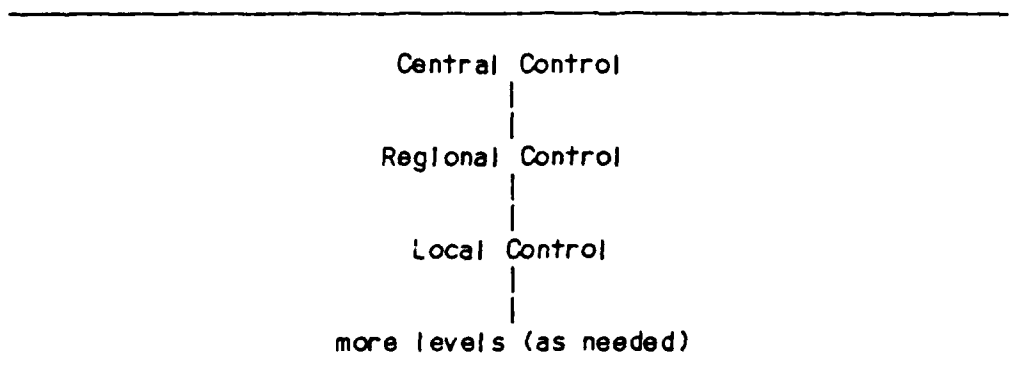 Central Control
Regional Control
Local Control
more levels (as needed)